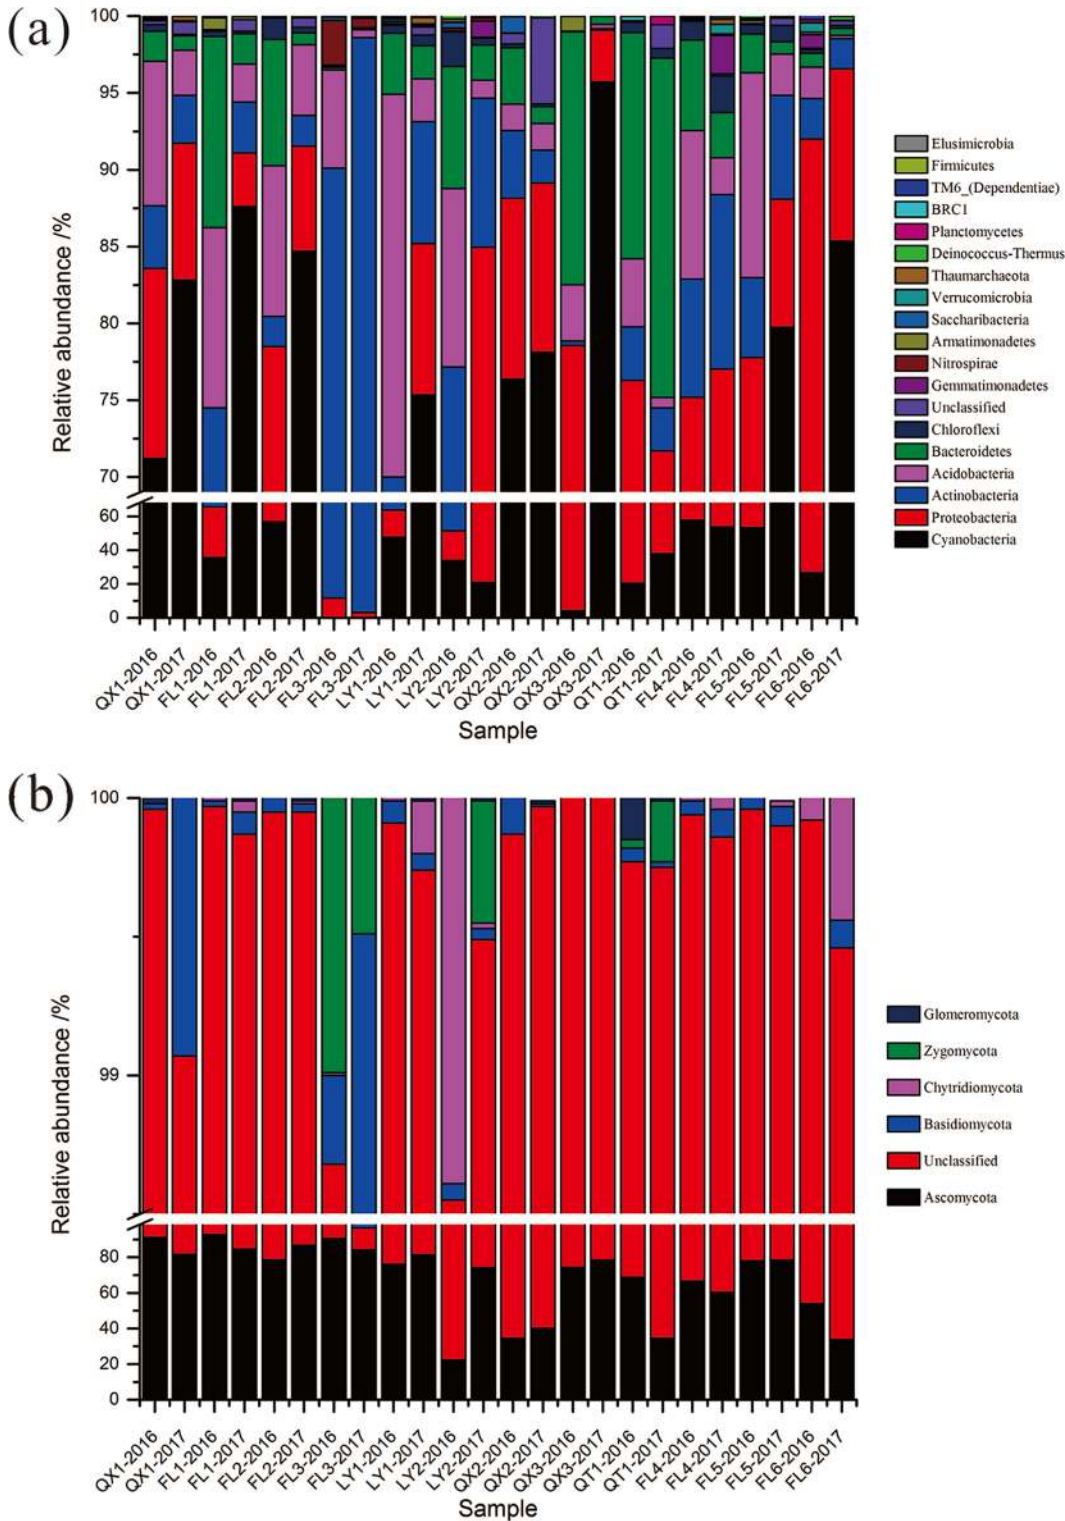 (a)
Relative abundance /%
100
95
90
85
80
75
70
60
40
20
0
QX1-2016
QX1-2017
FL1-2016
FL1-2017
FL2-2016
FL2-2017
FL3-2016
FL3-2017
LY1-2016
LY1-2017
LY2-2016
LY2-2017
QX2-2016
QX2-2017
QX3-2016
QX3-2017
QT1-2016
QT1-2017
FL4-2016
FL4-2017
FL5-2016
FL5-2017
FL6-2016
FL6-2017
Sample
Elusimicrobia
Firmicutes
TM6_(Dependentiae)
BRC1
Planctomycetes
Deinococcus-Thermus
Thaumarchaeota
Verrucomicrobia
Saccharibacteria
Armatimonadetes
Nitrospirae
Gemmatimonadetes
Unclassified
Chloroflexi
Bacteroidetes
Acidobacteria
Actinobacteria
Proteobacteria
Cyanobacteria
(b)
Relative abundance /%
100
99
80
60
40
20
0
QX1-2016
QX1-2017
FL1-2016
FL1-2017
FL2-2016
FL2-2017
FL3-2016
FL3-2017
LY1-2016
LY1-2017
LY2-2016
LY2-2017
QX2-2016
QX2-2017
QX3-2016
QX3-2017
QT1-2016
QT1-2017
FL4-2016
FL4-2017
FL5-2016
FL5-2017
FL6-2016
FL6-2017
Sample
Glomeromycota
Zygomycota
Chytridiomycota
Basidiomycota
Unclassified
Ascomycota